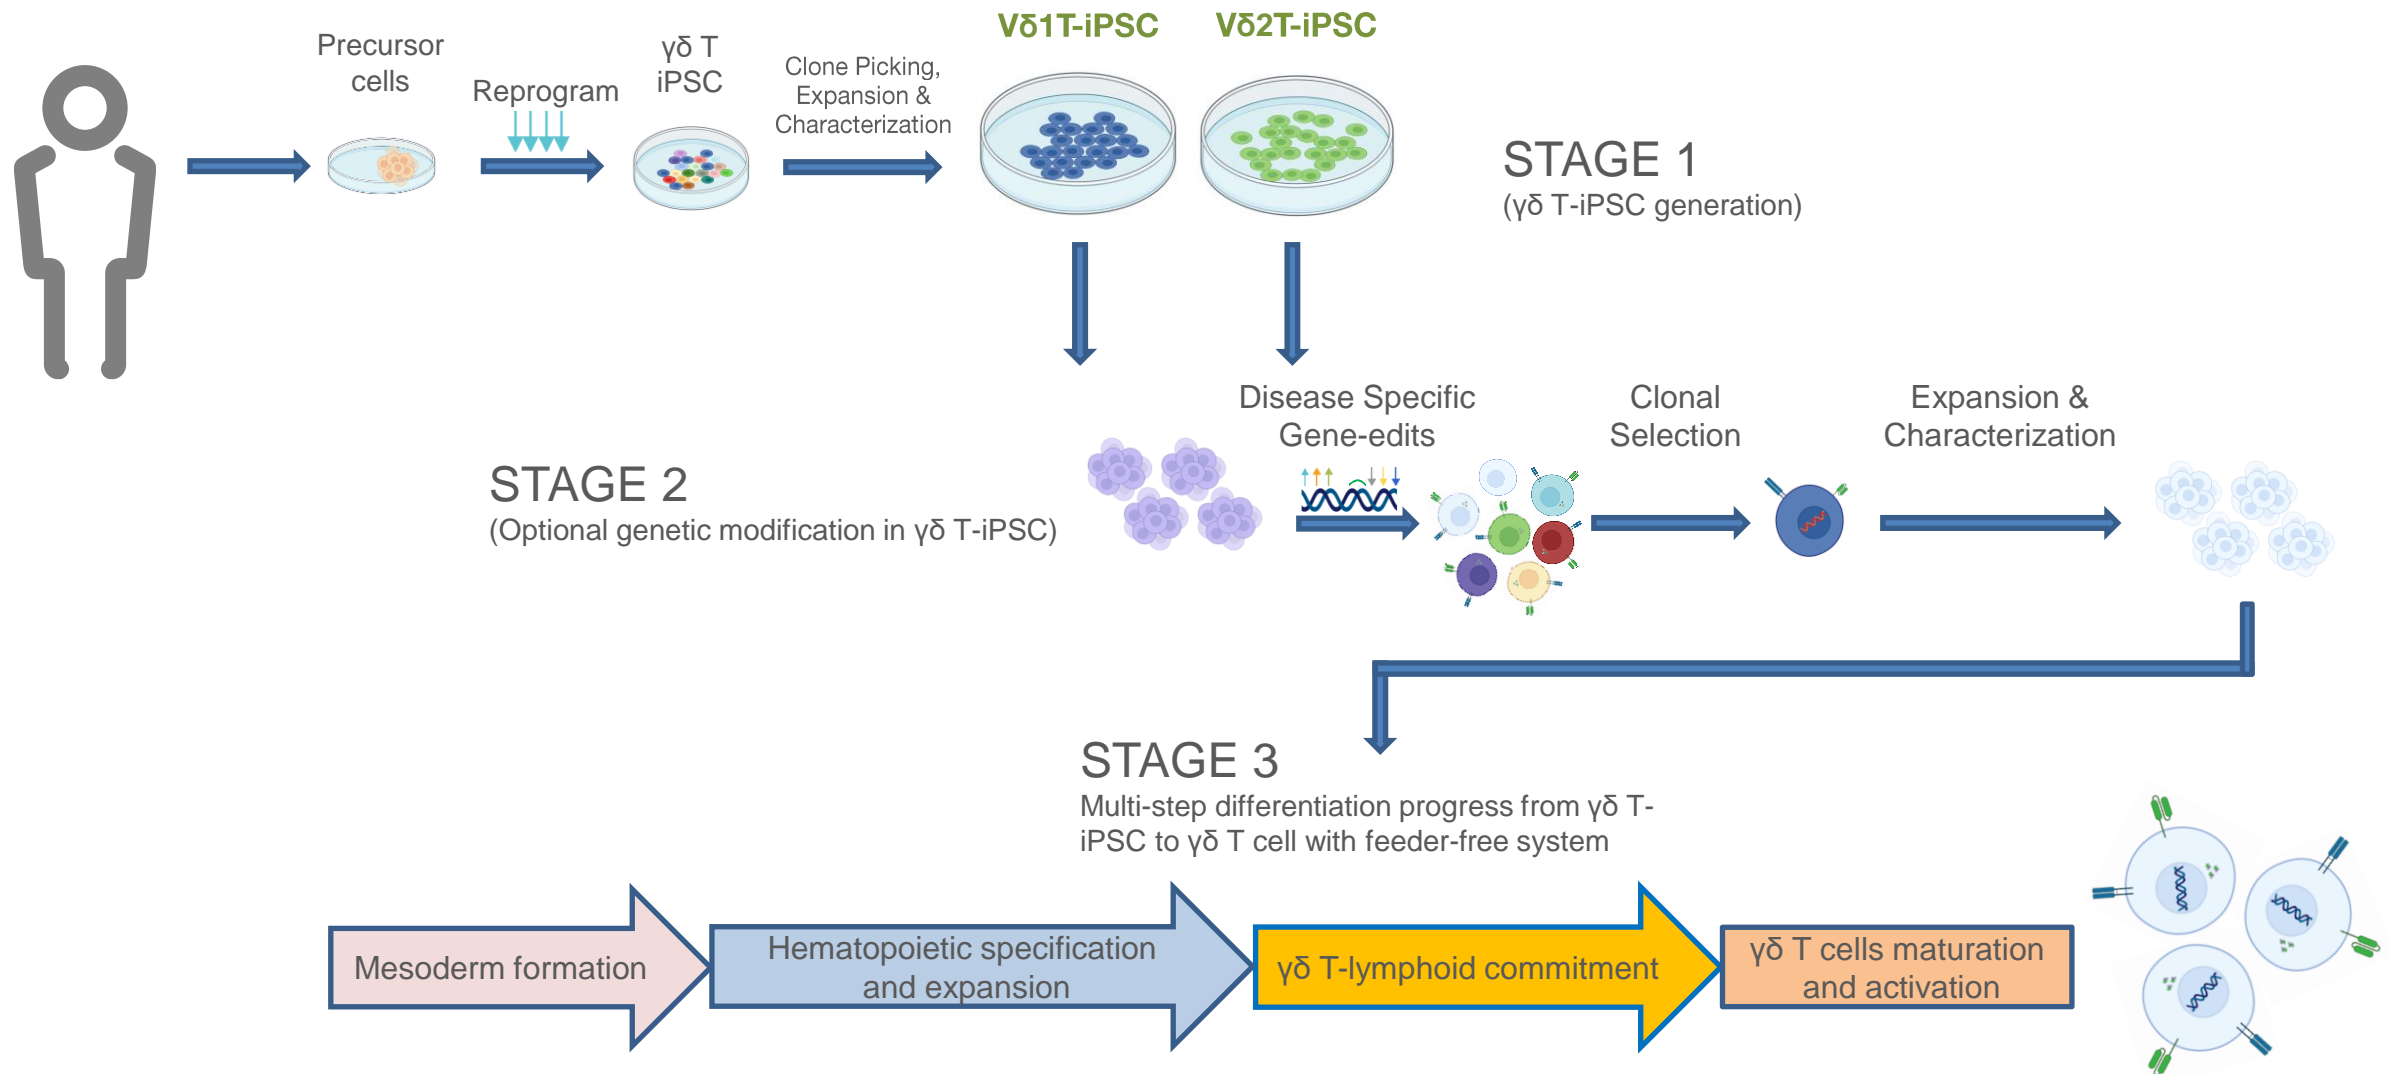 Precursor
cells
Reprogram
γδ T
iPSC
Clone Picking,
Expansion &
Characterization
Vδ1T-iPSC
Vδ2T-iPSC
STAGE 1
(γδ T-iPSC generation)
STAGE 2
(Optional genetic modification in γδ T-iPSC)
Disease Specific
Gene-edits
Clonal
Selection
Expansion &
Characterization
STAGE 3
Multi-step differentiation progress from γδ T-
iPSC to γδ T cell with feeder-free system
Mesoderm formation
Hematopoietic specification
and expansion
γδ T-lymphoid commitment
γδ T cells maturation
and activation